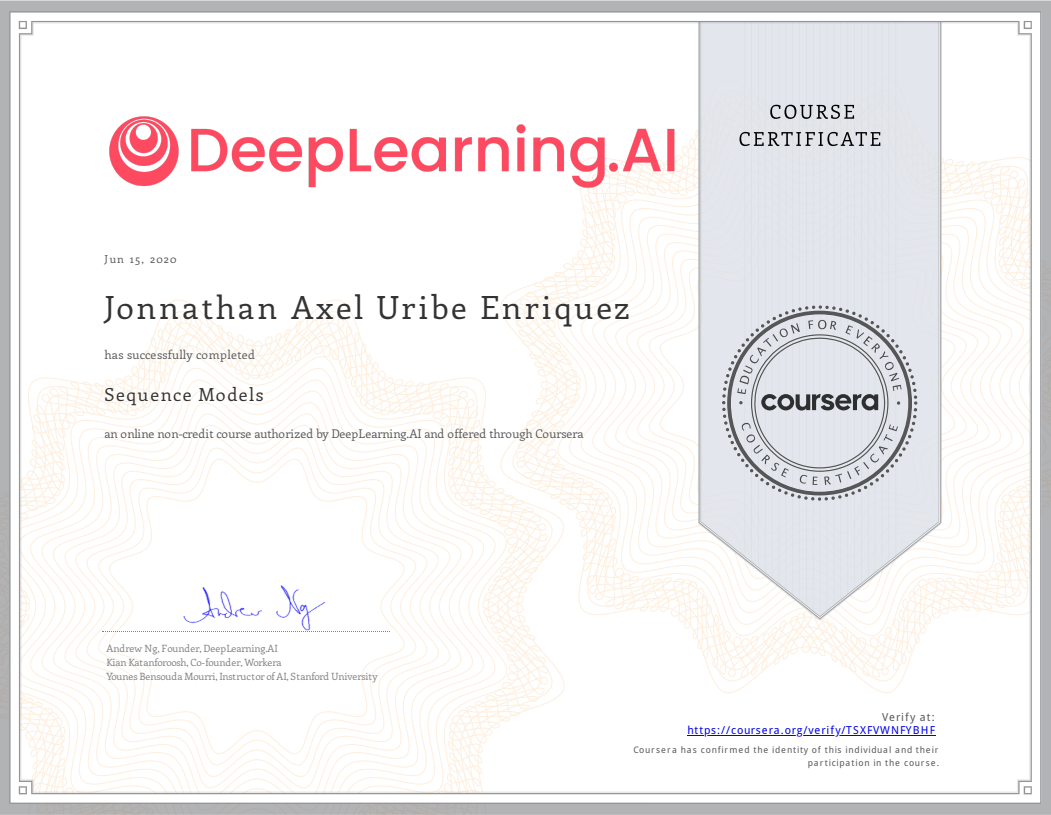 DeepLearning.AI
COURSE
CERTIFICATE
Jun 15, 2020
Jonnathan Axel Uribe Enriquez
has successfully completed
Sequence Models
an online non-credit course authorized by DeepLearning.AI and offered through Coursera
EDUCATION FOR EVERYONE
coursera
COURSE CERTIFICATE
Andrew Ng
Andrew Ng, Founder, DeepLearning.AI
Kian Katanforoosh, Co-founder, Workera
Younes Bensouda Mourri, Instructor of AI, Stanford University
Verify at:
https://coursera.org/verify/TSXFVWNFYBHF
Coursera has confirmed the identity of this individual and their
participation in the course.